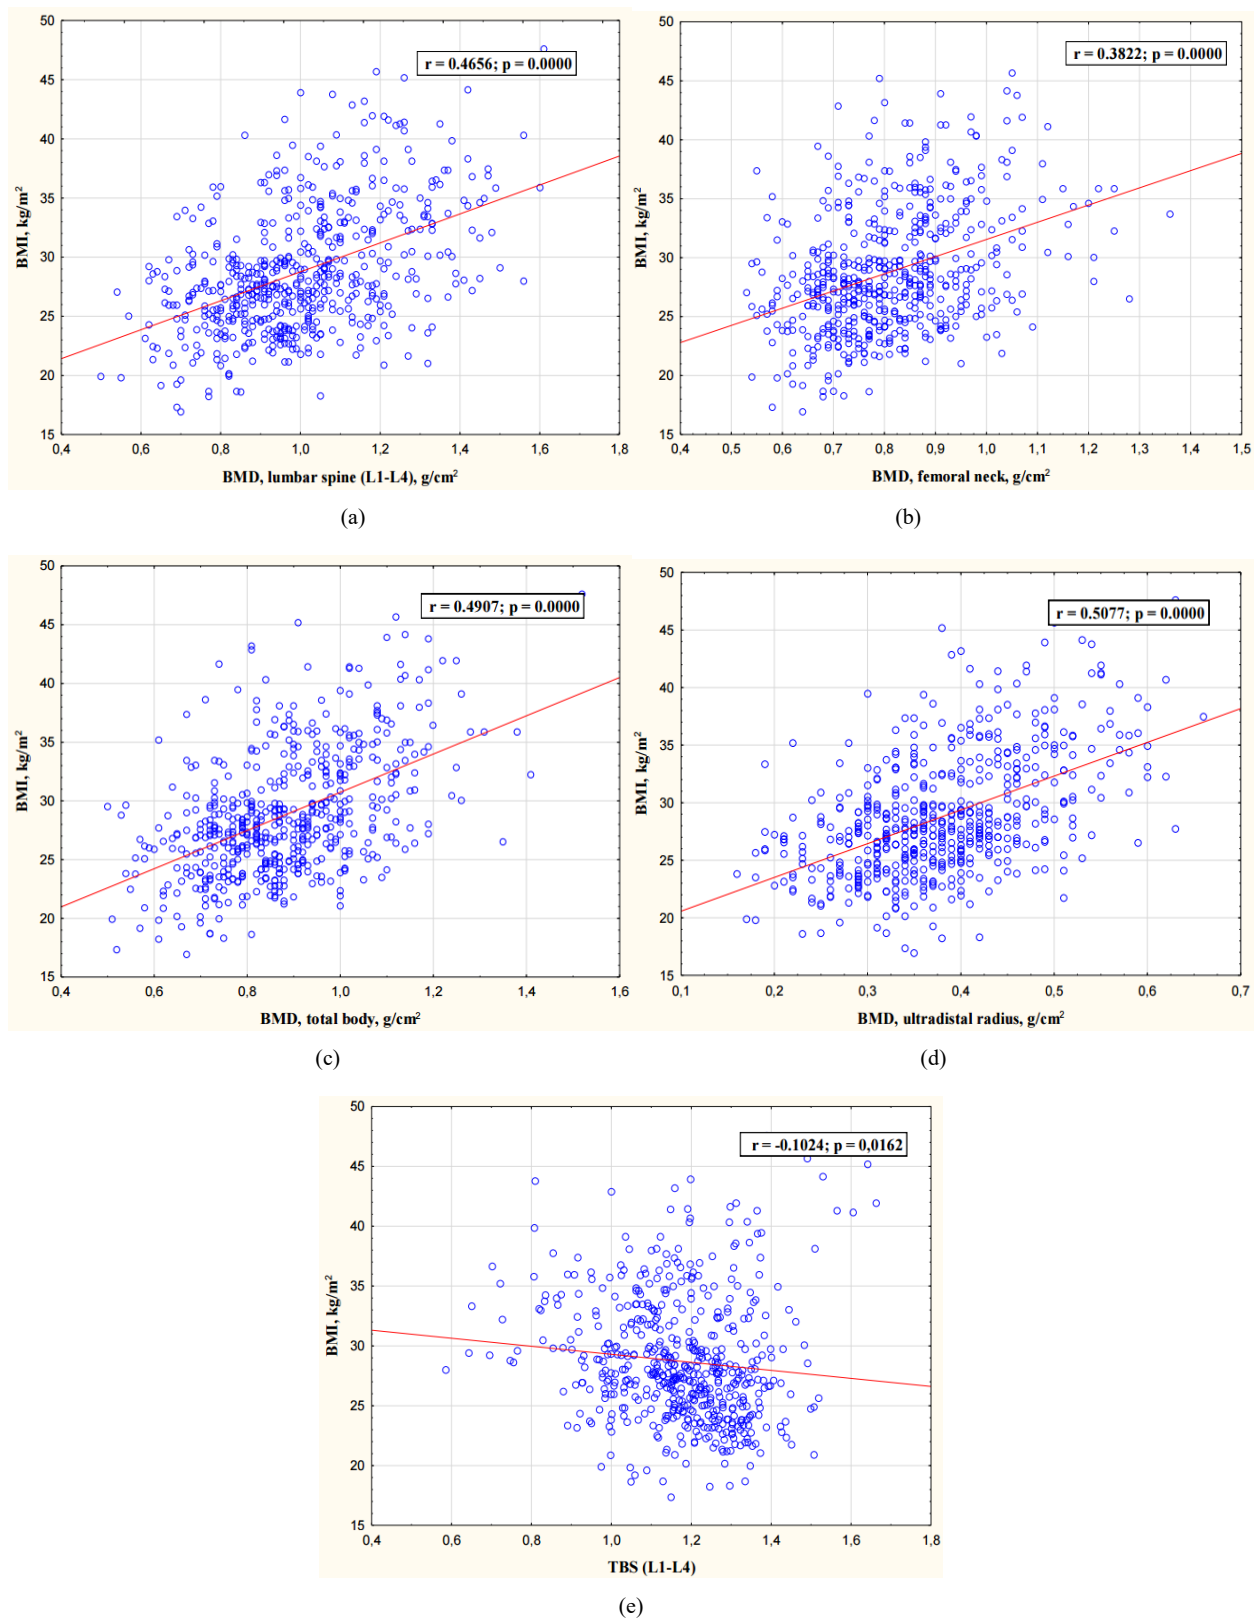 50
45
40
35
30
25
20
15
BMI, kg/m²
r = 0.4656; p = 0.0000
0,4 0,6 0,8 1,0 1,2 1,4 1,6 1,8
BMD, lumbar spine (L1-L4), g/cm²
(a)
50
45
40
35
30
25
20
15
BMI, kg/m²
r = 0.3822; p = 0.0000
0,4 0,5 0,6 0,7 0,8 0,9 1,0 1,1 1,2 1,3 1,4 1,5
BMD, femoral neck, g/cm²
(b)
50
45
40
35
30
25
20
15
BMI, kg/m²
r = 0.4907; p = 0.0000
0,4 0,6 0,8 1,0 1,2 1,4 1,6
BMD, total body, g/cm²
(c)
50
45
40
35
30
25
20
15
BMI, kg/m²
r = 0.5077; p = 0.0000
0,1 0,2 0,3 0,4 0,5 0,6 0,7
BMD, ultradistal radius, g/cm²
(d)
50
45
40
35
30
25
20
15
BMI, kg/m²
r = -0.1024; p = 0,0162
0,4 0,6 0,8 1,0 1,2 1,4 1,6 1,8
TBS (L1-L4)
(e)